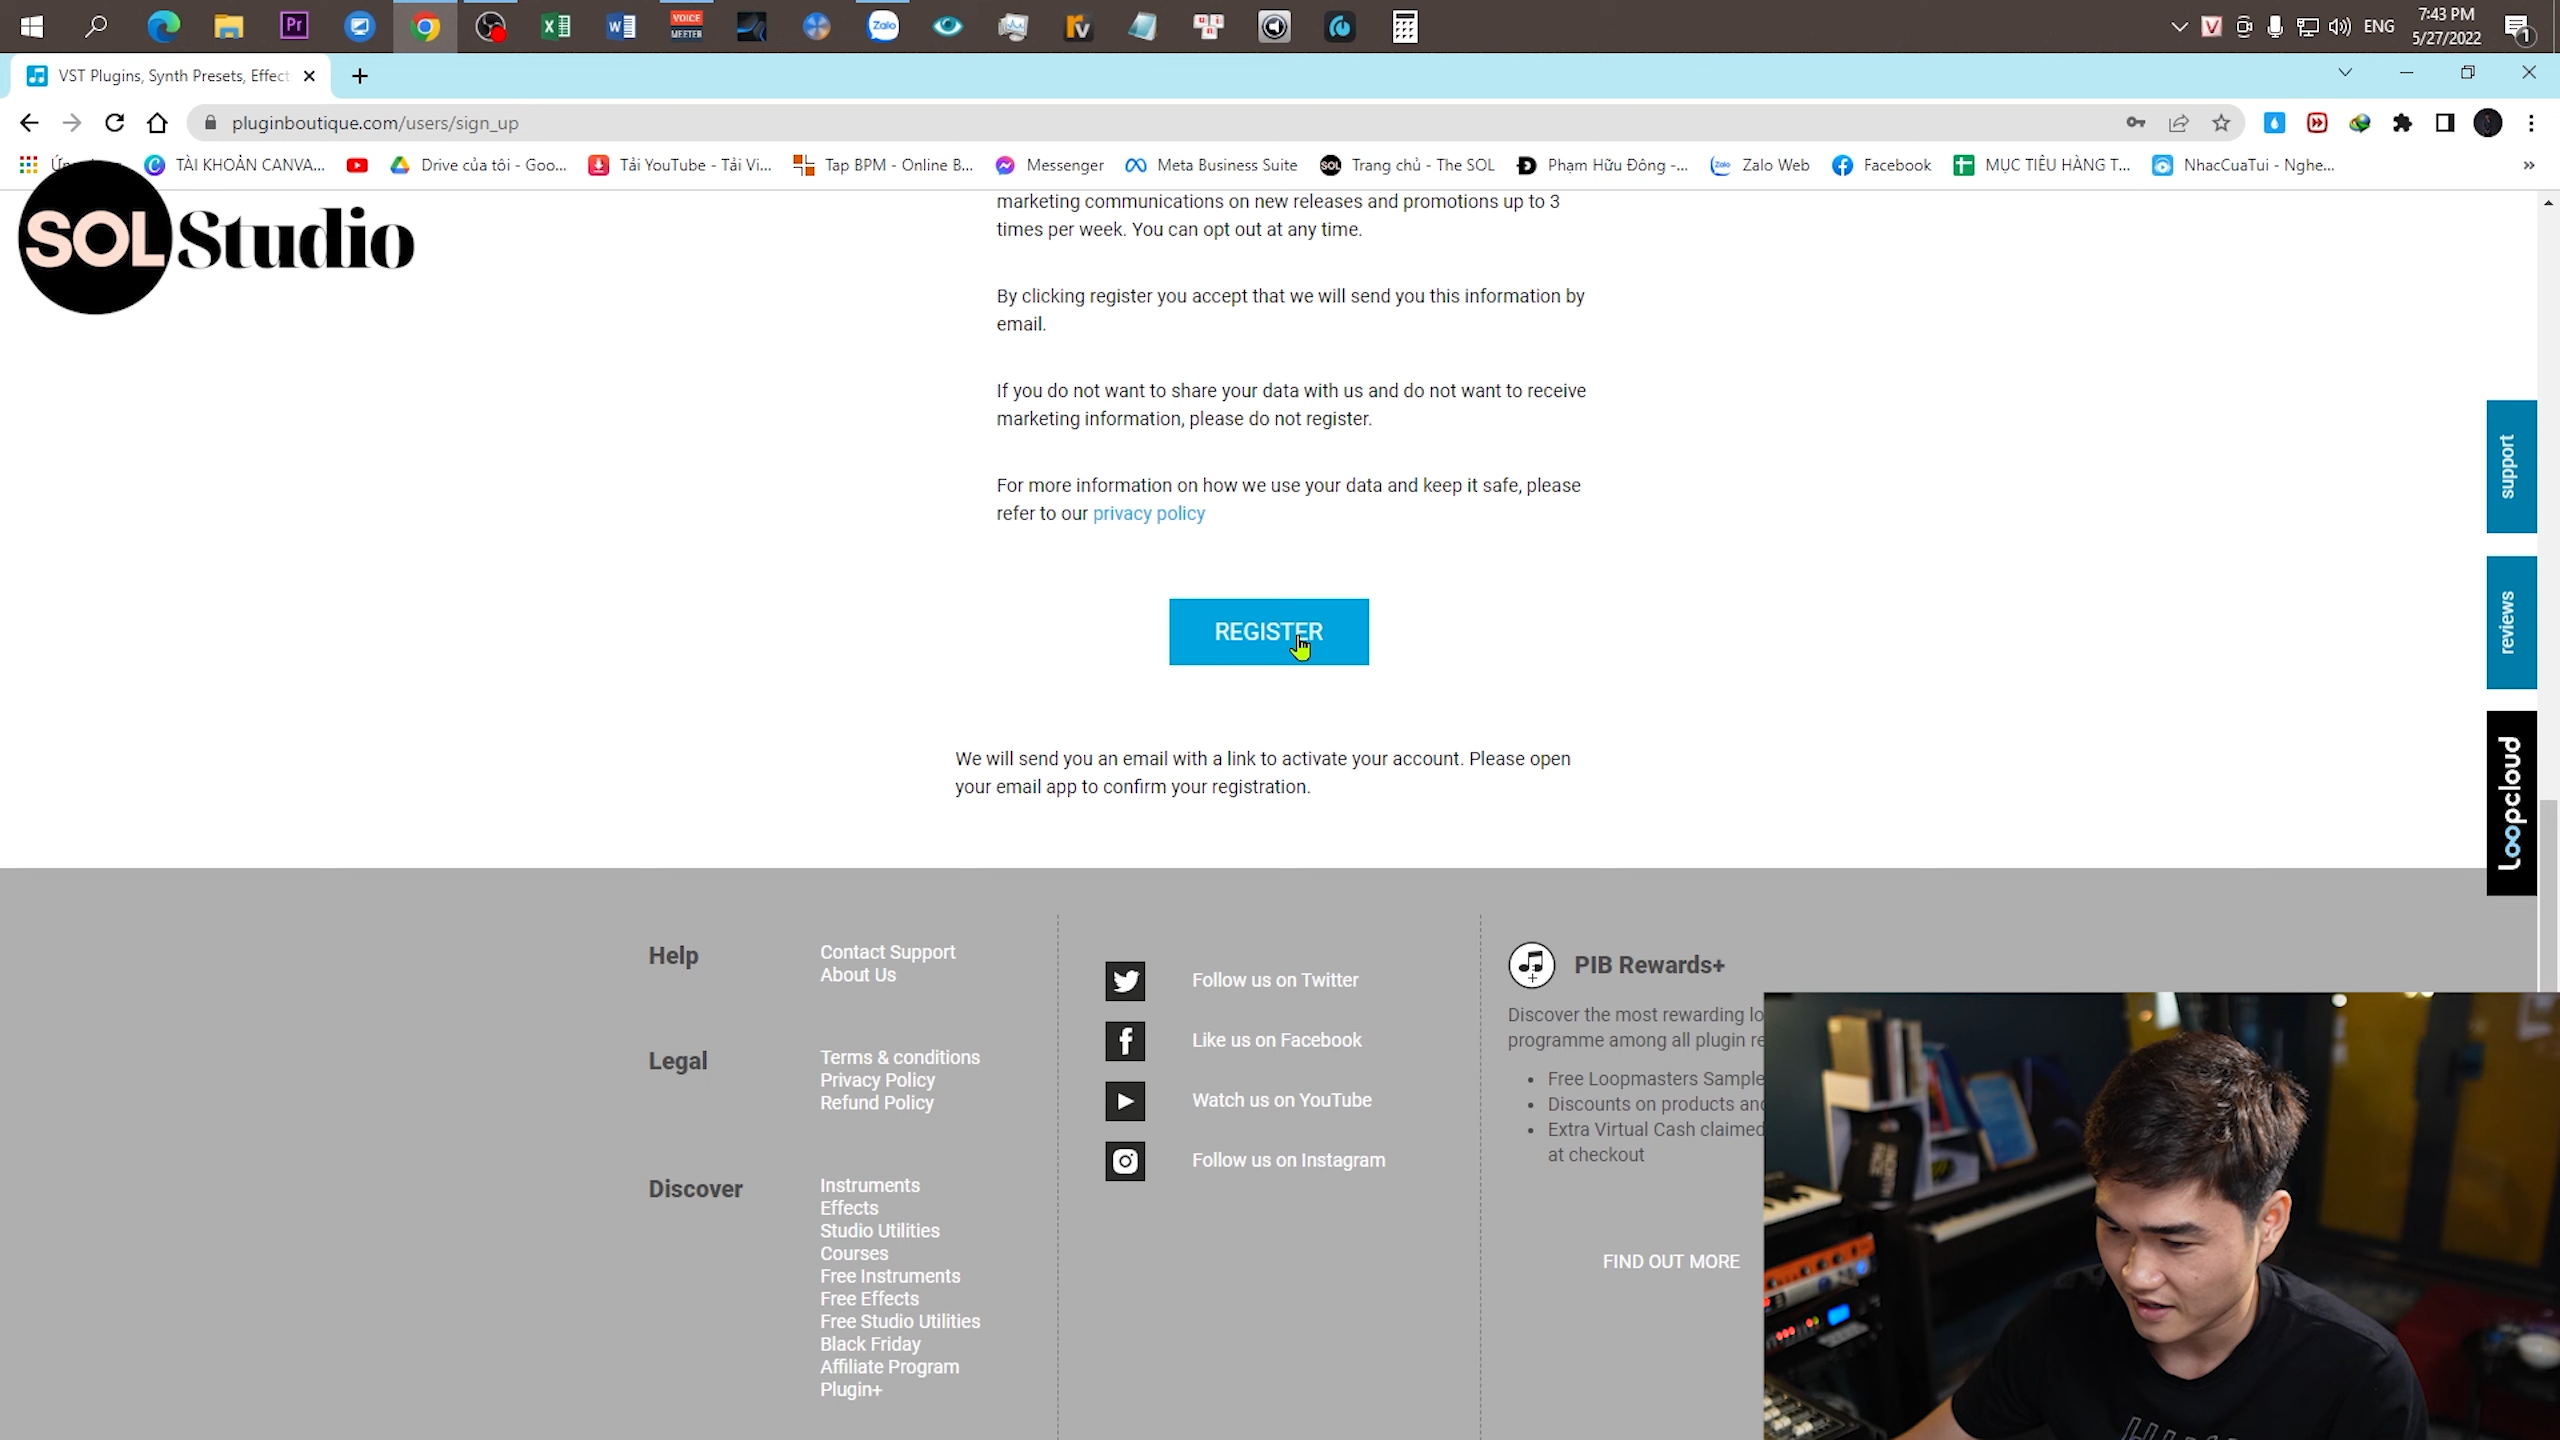 VOICE
MEETER
Zalo
ENG
7:43 PM
5/27/2022
1
VST Plugins, Synth Presets, Effect
pluginboutique.com/users/sign_up
TÀI KHOẢN CANVA...
Drive của tôi - Goo...
Tải YouTube - Tải Vi...
Tap BPM - Online B...
Messenger
Meta Business Suite
Trang chủ - The SOL
Phạm Hữu Đông -...
Zalo Web
Facebook
MỤC TIÊU HÀNG T...
NhacCuaTui - Nghe...
SOL Studio
marketing communications on new releases and promotions up to 3
times per week. You can opt out at any time.
By clicking register you accept that we will send you this information by
email.
If you do not want to share your data with us and do not want to receive
marketing information, please do not register.
For more information on how we use your data and keep it safe, please
refer to our privacy policy
REGISTER
We will send you an email with a link to activate your account. Please open
your email app to confirm your registration.
support
reviews
Loopcloud
Help
Contact Support
About Us
Legal
Terms & conditions
Privacy Policy
Refund Policy
Discover
Instruments
Effects
Studio Utilities
Courses
Free Instruments
Free Effects
Free Studio Utilities
Black Friday
Affiliate Program
Plugin+
Follow us on Twitter
Like us on Facebook
Watch us on YouTube
Follow us on Instagram
PIB Rewards+
Discover the most rewarding lo
programme among all plugin re
Free Loopmasters Sample
Discounts on products and
Extra Virtual Cash claimed
at checkout
FIND OUT MORE